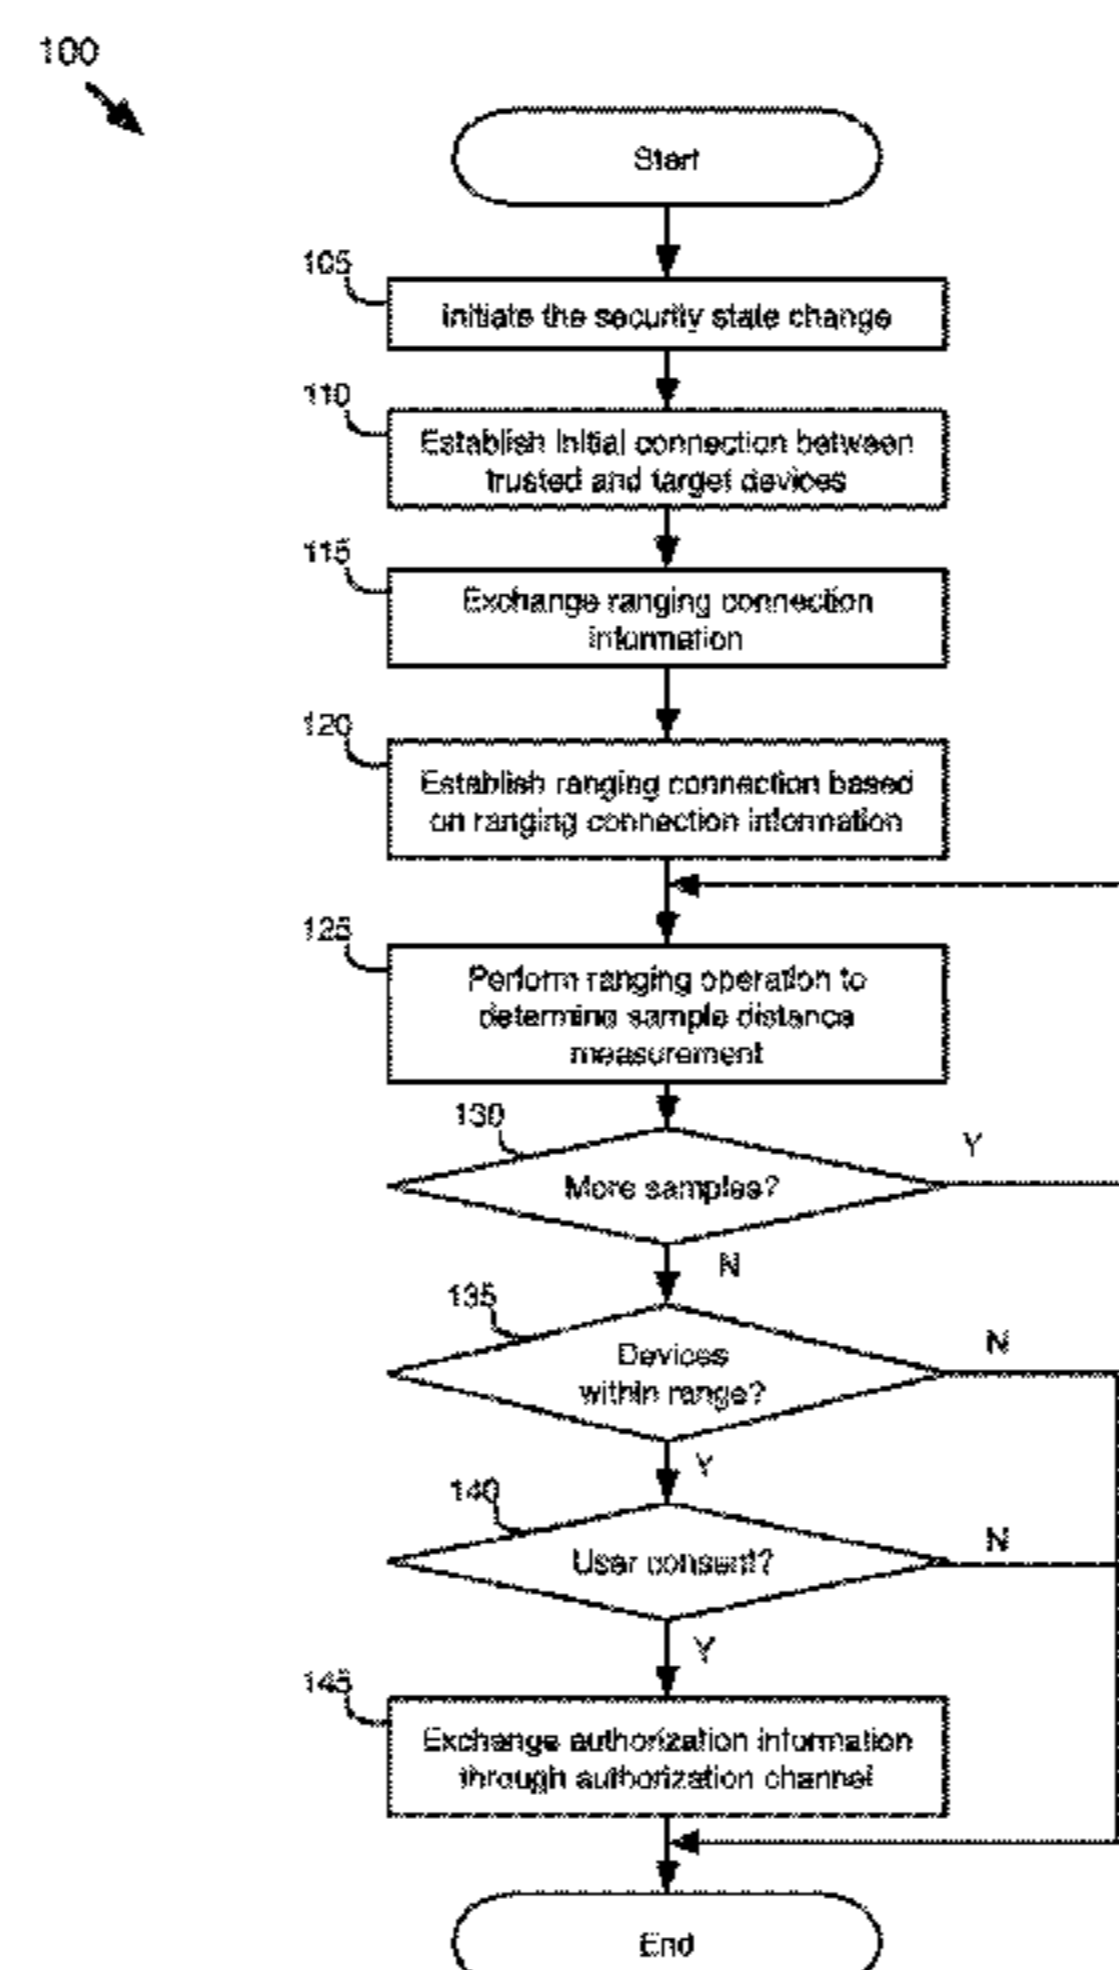 100
Start
105
Initiate the security state change
110
Establish initial connection between
trusted and target devices
115
Exchange ranging connection
information
120
Establish ranging connection based
on ranging connection information
125
Perform ranging operation to
determine sample distance
measurement
130
More samples?
Y
N
135
Devices
within range?
N
Y
140
User consent?
N
Y
145
Exchange authorization information
through authorization channel
End